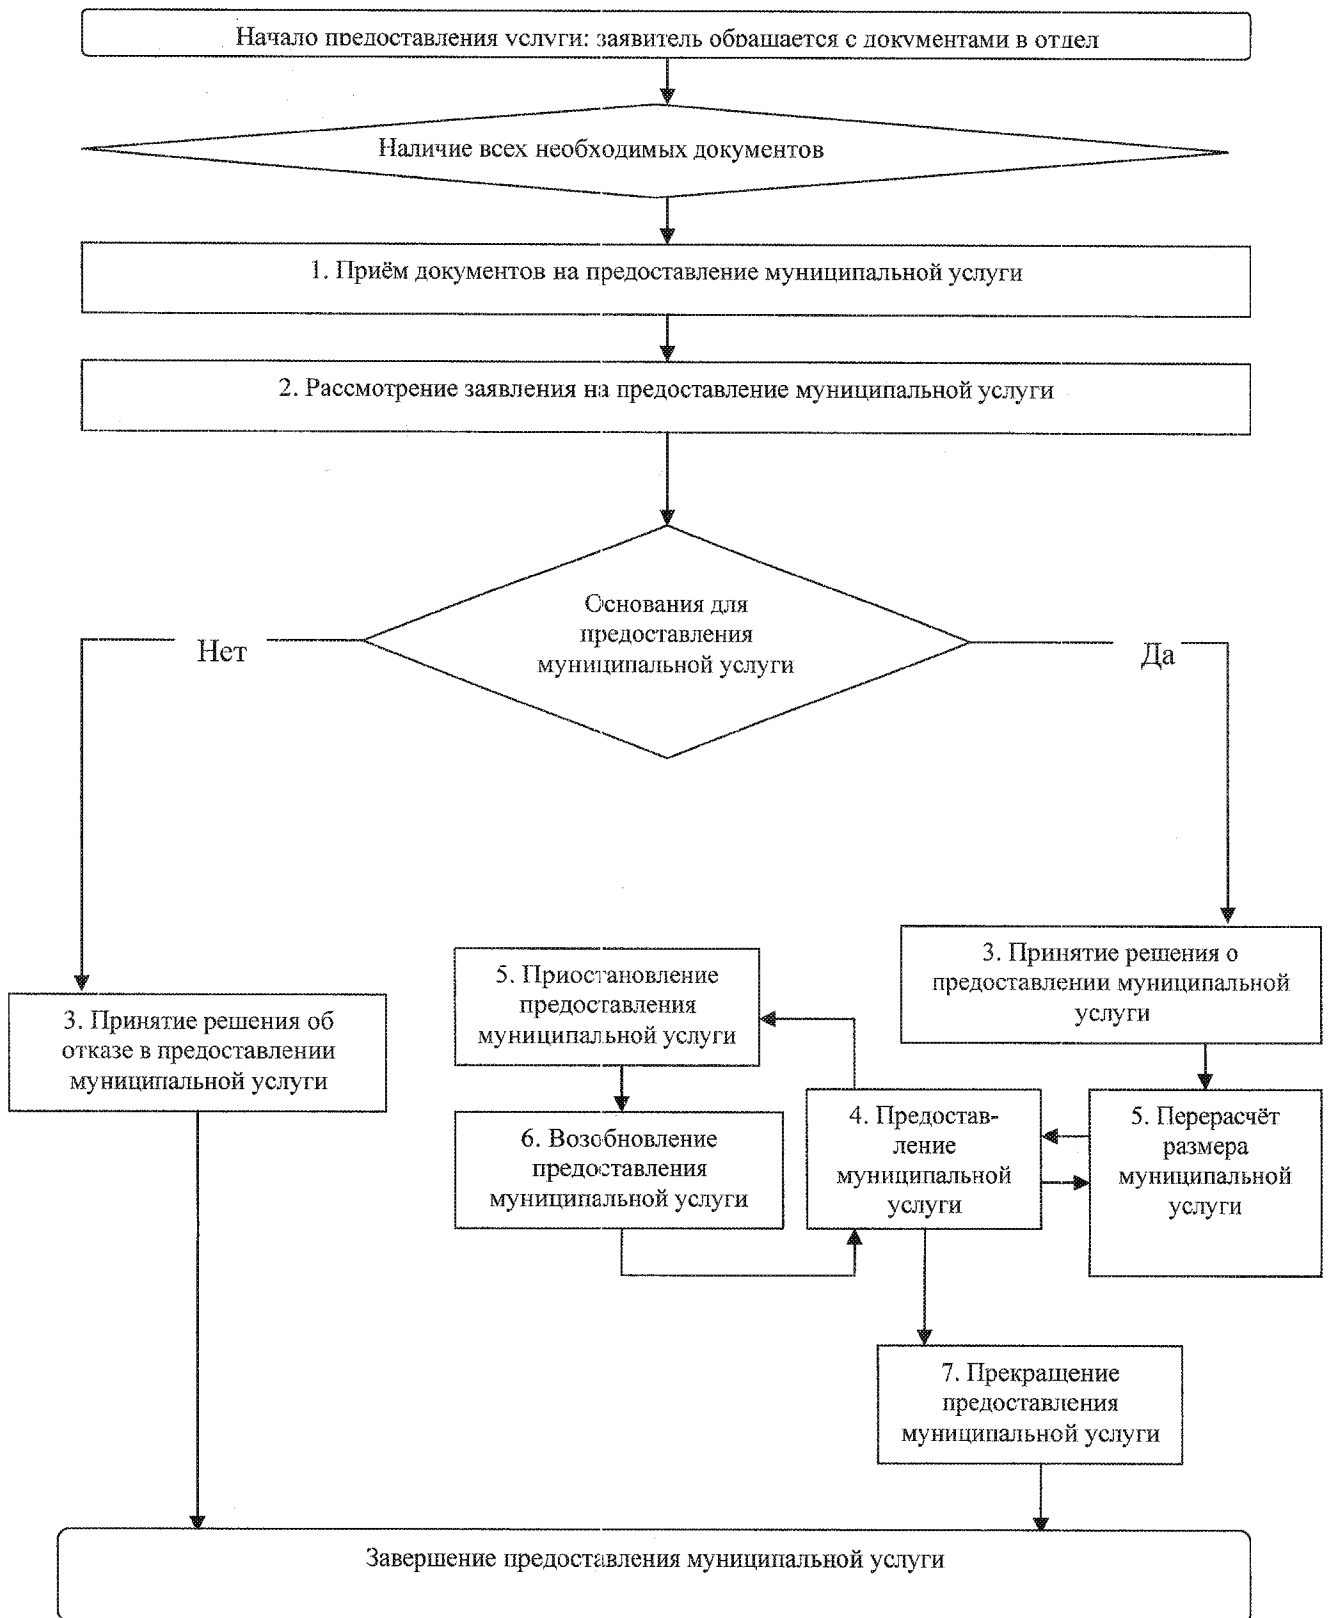 Начало предоставления услуги: заявитель обращается с документами в отдел
Наличие всех необходимых документов
1. Приём документов на предоставление муниципальной услуги
2. Рассмотрение заявления на предоставление муниципальной услуги
Основания для
предоставления
муниципальной услуги
Нет
Да
3. Принятие решения о
предоставлении муниципальной
услуги
5. Приостановление
предоставления
муниципальной услуги
3. Принятие решения об
отказе в предоставлении
муниципальной услуги
6. Возобновление
предоставления
муниципальной услуги
4. Предостав-
ление
муниципальной
услуги
5. Перерасчёт
размера
муниципальной
услуги
7. Прекращение
предоставления
муниципальной услуги
Завершение предоставления муниципальной услуги